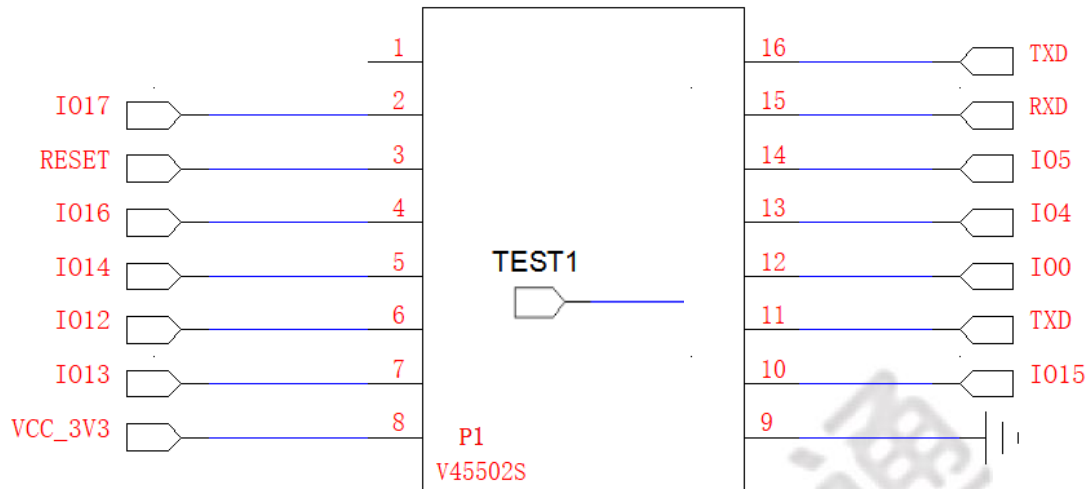 1
IO17
2
RESET
3
IO16
4
IO14
5
IO12
6
IO13
7
VCC_3V3
8
TEST1
P1
V45502S
16
TXD
15
RXD
14
IO5
13
IO4
12
IO0
11
TXD
10
IO15
9